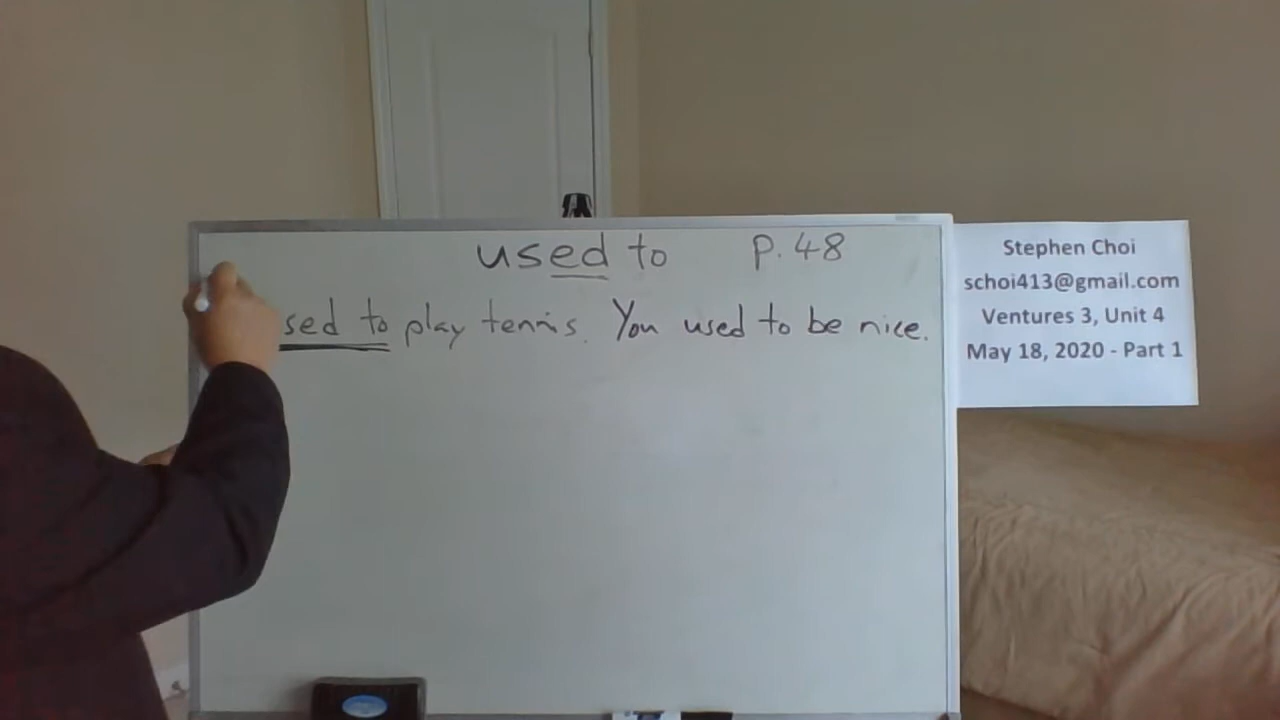 used to p.48
sed to play tennis. You used to be nice.
Stephen Choi
schoi413@gmail.com
Ventures 3, Unit 4
May 18, 2020 - Part 1